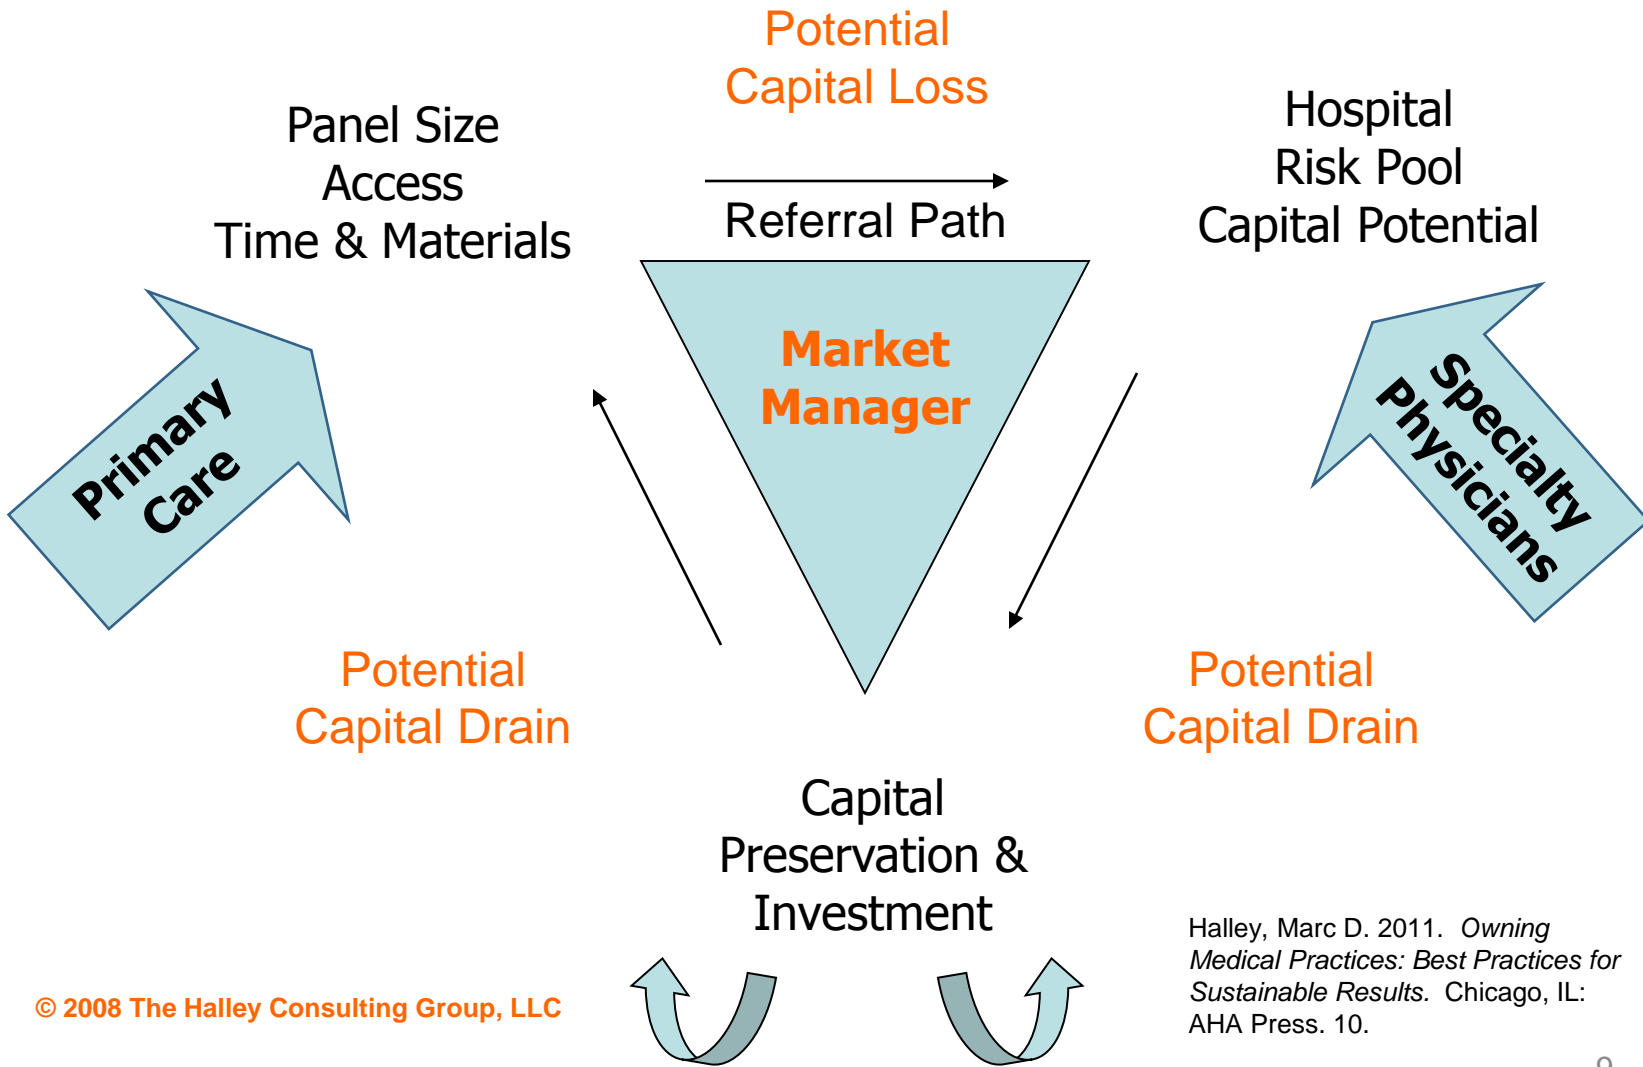 Potential
Capital Loss
Panel Size
Access
Time & Materials
Referral Path
Hospital
Risk Pool
Capital Potential
Market
Manager
Primary
Care
Specialty
Physicians
Potential
Capital Drain
Potential
Capital Drain
Capital
Preservation &
Investment
© 2008 The Halley Consulting Group, LLC
Halley, Marc D. 2011. Owning
Medical Practices: Best Practices for
Sustainable Results. Chicago, IL:
AHA Press. 10.